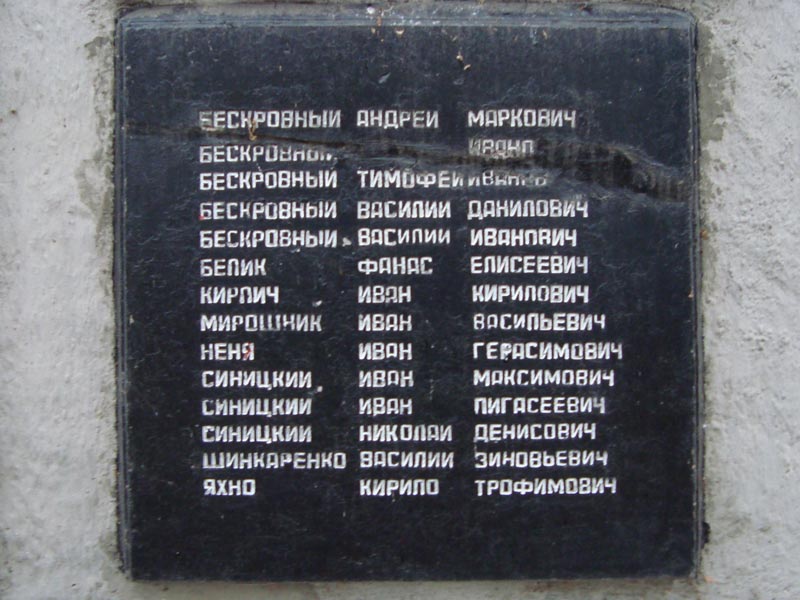 БЕСКРОВНЫЙ АНДРЕИ МАРКОВИЧ
БЕСКРОВНЫЙ
БЕСКРОВНЫЙ ТИМОФЕИ
БЕСКРОВНЫЙ ВАСИЛИИ ДАНИЛОВИЧ
БЕСКРОВНЫЙ ВАСИЛИИ ИВАНОВИЧ
БЕЛИК ФАНАС ЕЛИСЕЕВИЧ
КИРПИЧ ИВАН КИРИЛОВИЧ
МИРОШНИК ИВАН ВАСИЛЬЕВИЧ
НЕНЯ ИВАН ГЕРАСИМОВИЧ
СИНИЦКИИ ИВАН МАКСИМОВИЧ
СИНИЦКИИ ИВАН ПИГАСЕЕВИЧ
СИНИЦКИИ НИКОЛАИ ДЕНИСОВИЧ
ШИНКАРЕНКО ВАСИЛИИ ЗИНОВЬЕВИЧ
ЯХНО КИРИЛО ТРОФИМОВИЧ